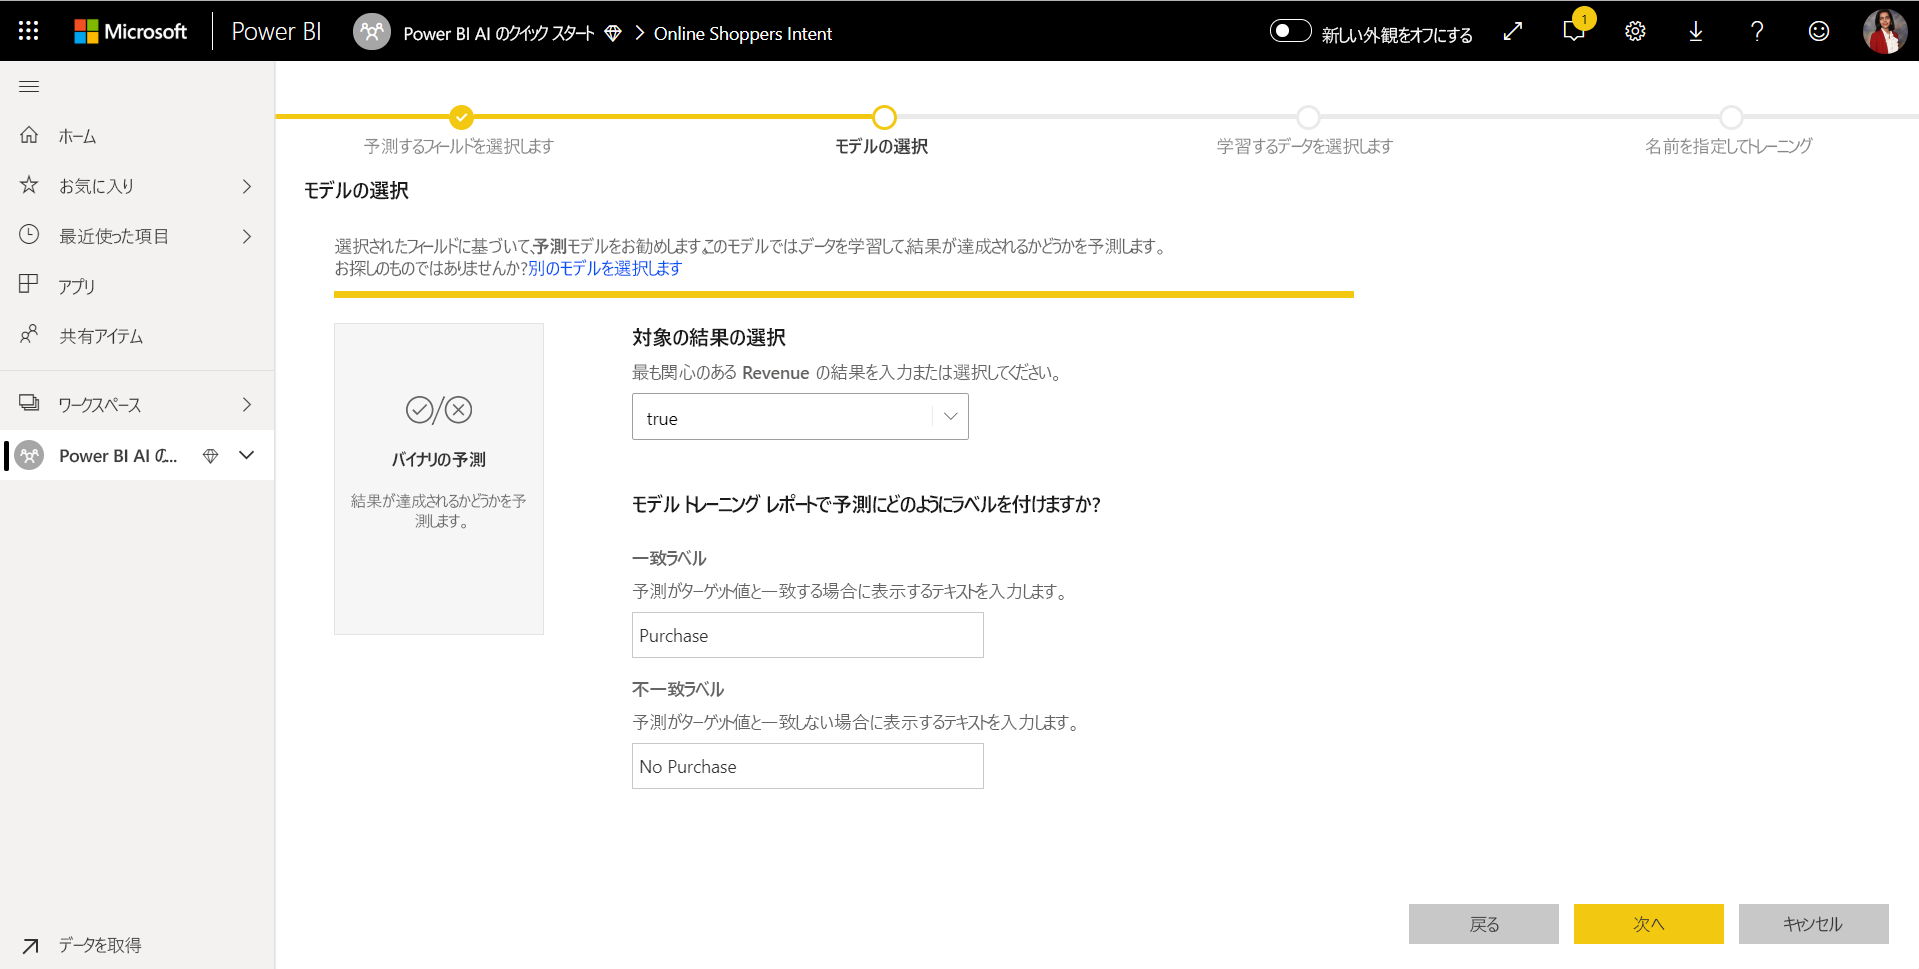 Microsoft Power BI Power BI AI のクイック スタート Online Shoppers Intent 新しい外観をオフにする 1
ホーム
お気に入り
最近使った項目
アプリ
共有アイテム
ワークスペース
Power BI AI の...
データを取得
予測するフィールドを選択します
モデルの選択
学習するデータを選択します
名前を指定してトレーニング
モデルの選択
選択されたフィールドに基づいて、予測モデルをお勧めします。このモデルでは、データを学習して、結果が達成されるかどうかを予測します。
お探しのものではありませんか?別のモデルを選択します
バイナリの予測
結果が達成されるかどうかを予
測します。
対象の結果の選択
最も関心のある Revenue の結果を入力または選択してください。
true
モデル トレーニング レポートで予測にどのようにラベルを付けますか?
一致ラベル
予測がターゲット値と一致する場合に表示するテキストを入力します。
Purchase
不一致ラベル
予測がターゲット値と一致しない場合に表示するテキストを入力します。
No Purchase
戻る
次へ
キャンセル